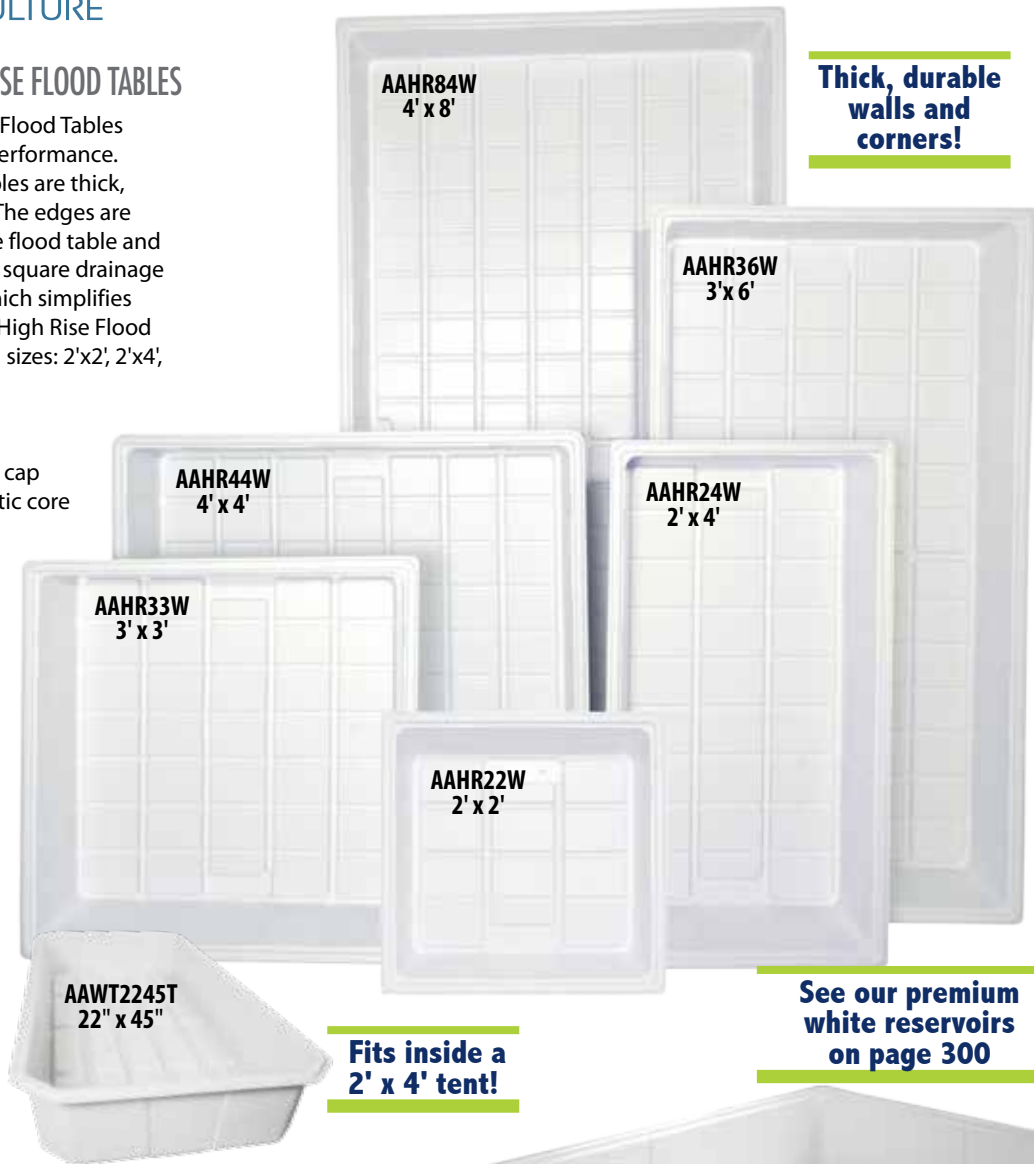 ULTURE
SE FLOOD TABLES
Flood Tables
erformance.
bles are thick,
The edges are
e flood table and
square drainage
hich simplifies
High Rise Flood
sizes: 2'x2', 2'x4',
cap
tic core
AAHR84W
4' x 8'
Thick, durable
walls and
corners!
AAHR36W
3'x 6'
AAHR44W
4' x 4'
AAHR24W
2' x 4'
AAHR33W
3' x 3'
AAHR22W
2' x 2'
AAWT2245T
22" x 45"
Fits inside a
2' x 4' tent!
See our premium
white reservoirs
on page 300